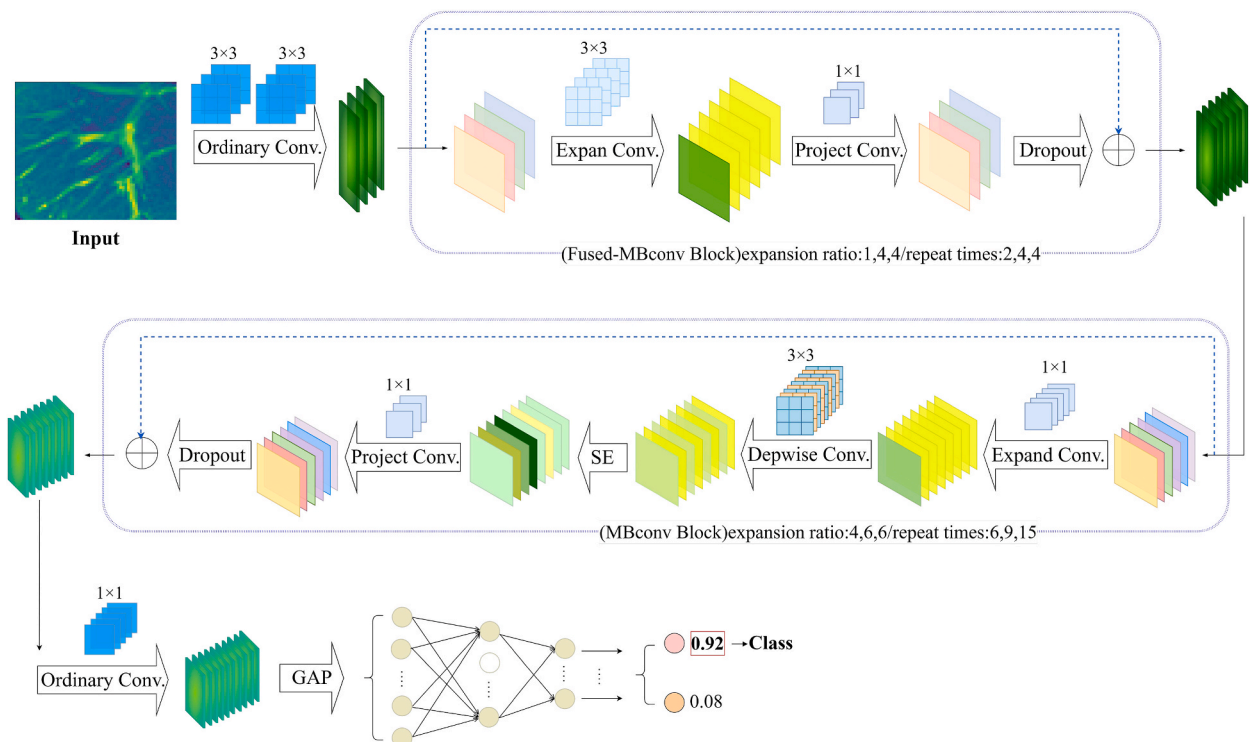 3×3 3×3
Ordinary Conv.
Input
3×3
Expan Conv.
1×1
Project Conv.
Dropout
(Fused-MBconv Block)expansion ratio:1,4,4/repeat times:2,4,4
1×1
Expand Conv.
3×3
Depwise Conv.
SE
1×1
Project Conv.
Dropout
(MBconv Block)expansion ratio:4,6,6/repeat times:6,9,15
1×1
Ordinary Conv.
GAP
0.92 →Class
0.08